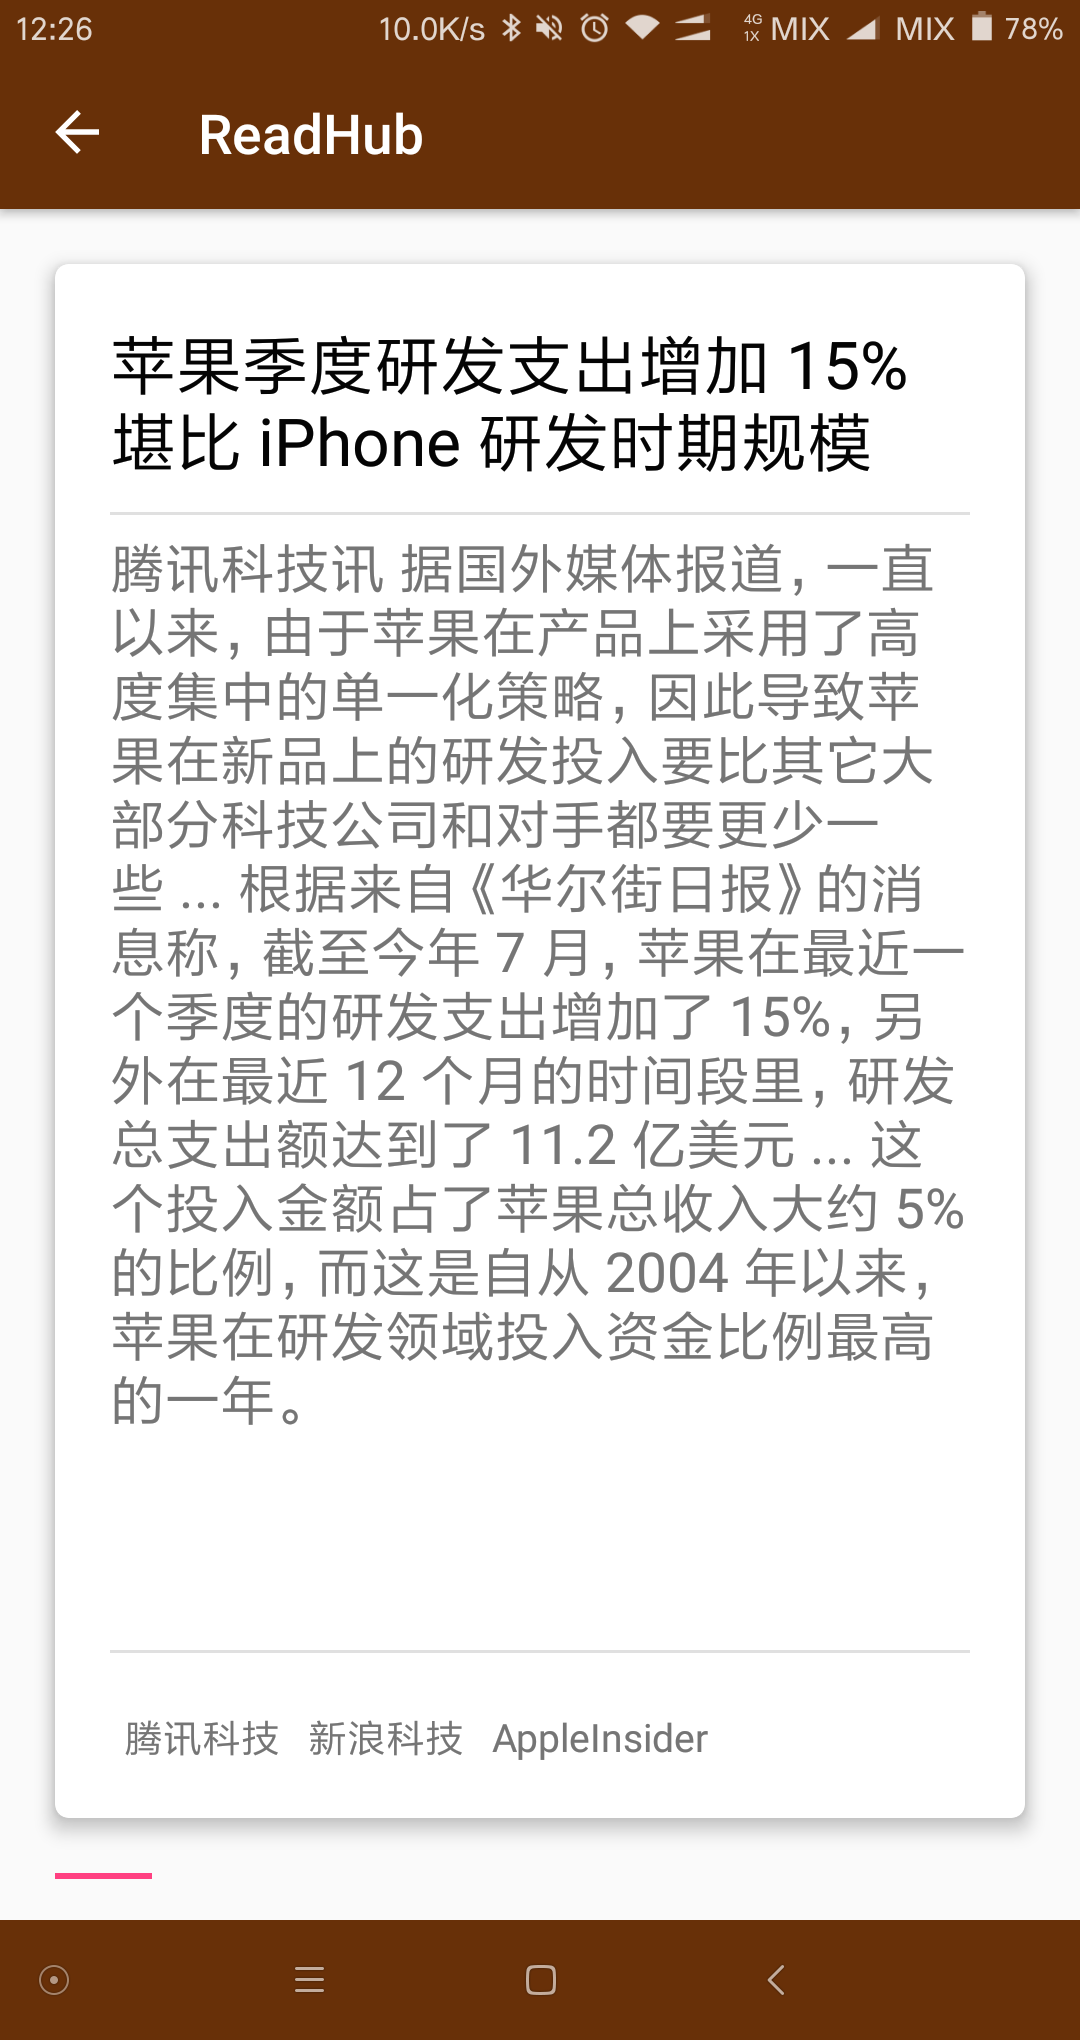 12:26 10.0K/s 4G 1X MIX MIX 78%
ReadHub
苹果季度研发支出增加 15%
堪比 iPhone 研发时期规模
腾讯科技讯 据国外媒体报道，一直
以来，由于苹果在产品上采用了高
度集中的单一化策略，因此导致苹
果在新品上的研发投入要比其它大
部分科技公司和对手都要更少一
些 ... 根据来自《华尔街日报》的消
息称，截至今年 7 月，苹果在最近一
个季度的研发支出增加了 15%，另
外在最近 12 个月的时间段里，研发
总支出额达到了 11.2 亿美元 ... 这
个投入金额占了苹果总收入大约 5%
的比例，而这是自从 2004 年以来，
苹果在研发领域投入资金比例最高
的一年。
腾讯科技 新浪科技 AppleInsider